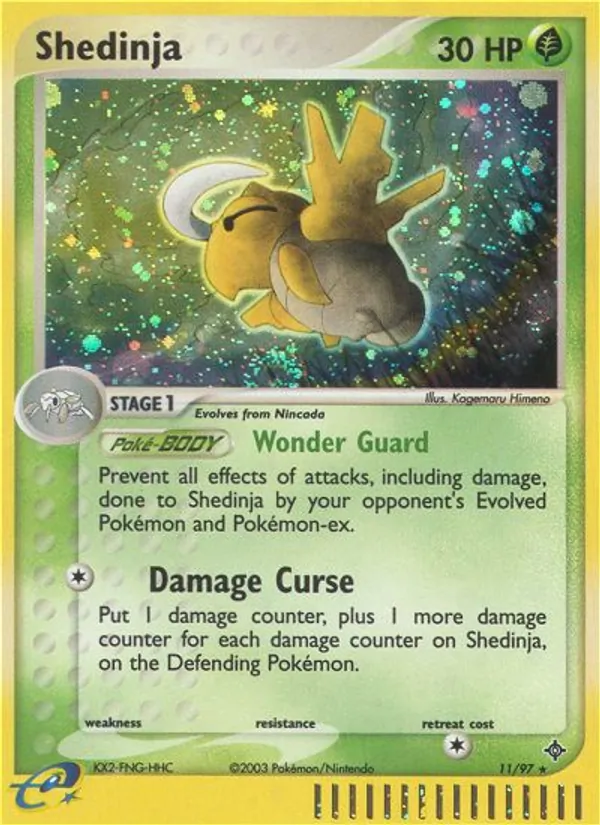 Shedinja
30 HP
Illus. Kagemaru Himeno
STAGE 1
Evolves from Nincada
Poké-BODY Wonder Guard
Prevent all effects of attacks, including damage,
done to Shedinja by your opponent's Evolved
Pokémon and Pokémon-ex.
Damage Curse
Put 1 damage counter, plus 1 more damage
counter for each damage counter on Shedinja,
on the Defending Pokémon.
weakness resistance retreat cost
KX2-FNG-HHC ©2003 Pokémon/Nintendo 11/97 ★
e